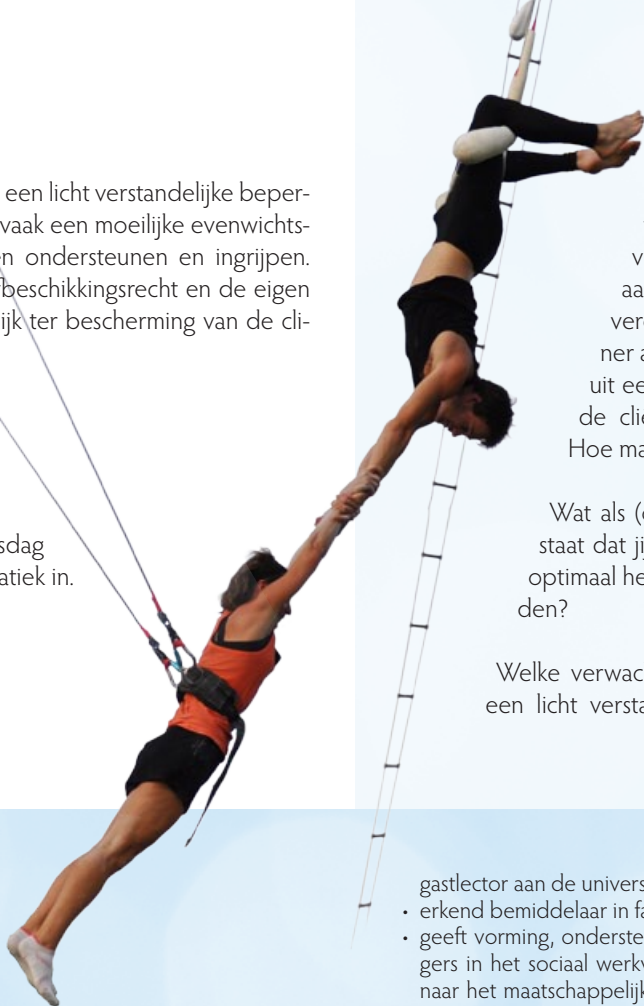 een licht verstandelijke beper-
vaak een moeilijke evenwichts-
en ondersteunen en ingrijpen.
beschikkingsrecht en de eigen
ijk ter bescherming van de cli-
sdag
atiek in.
v
aa
ver
ner a
uit ee
de clie
Hoe ma
Wat als (
staat dat ji
optimaal he
den?
Welke verwac
een licht versta
gastlector aan de univers
• erkend bemiddelaar in fa
• geeft vorming, onderste
gers in het sociaal werkv
naar het maatschappelijk